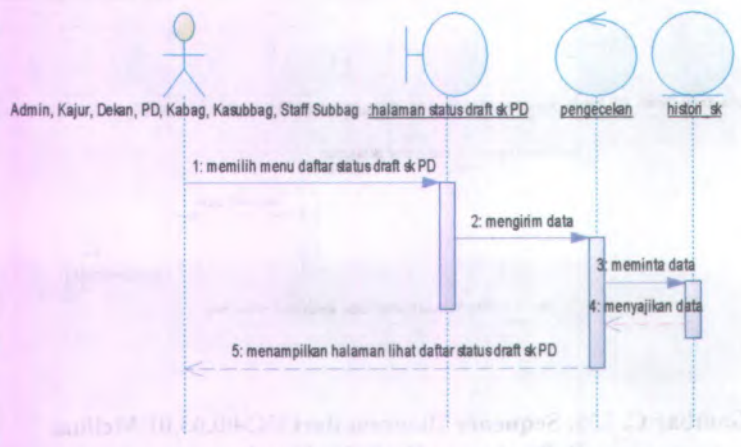 Admin, Kajur, Dekan, PD, Kabag, Kasubbag, Staff Subbag :halaman status draft sk PD pengecekan histori_sk
1: memilih menu daftar status draft sk PD
2: mengirim data
3: meminta data
4: menyajikan data
5: menampilkan halaman lihat daftar status draft sk PD